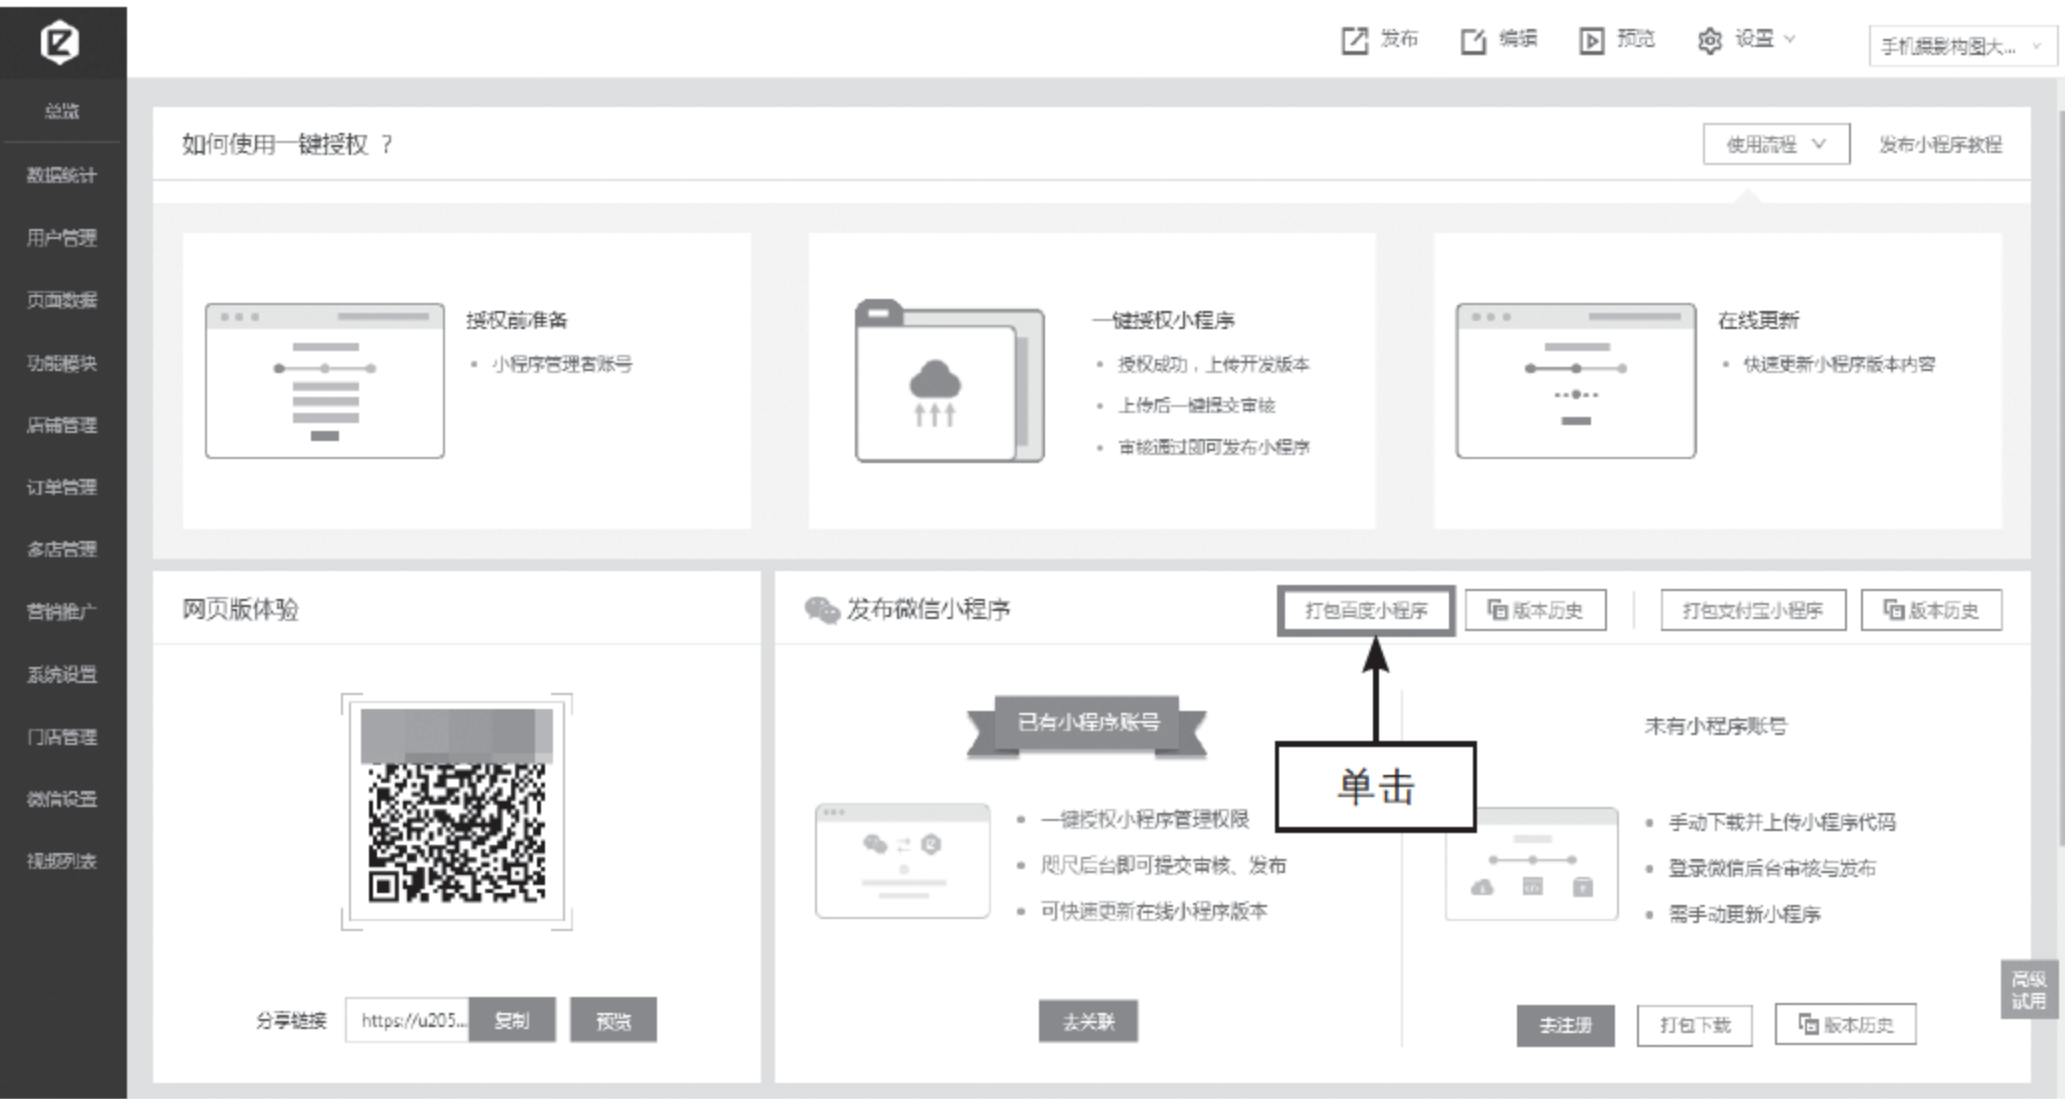 发布 编辑 预览 设置 手机摄影构图大...
总览
数据统计
用户管理
页面数据
功能模块
店铺管理
订单管理
多店管理
营销推广
系统设置
门店管理
微信设置
视频列表
如何使用一键授权 ?
使用流程 发布小程序教程
授权前准备
小程序管理者账号
一键授权小程序
授权成功，上传开发版本
上传后一键提交审核
审核通过即可发布小程序
在线更新
快速更新小程序版本内容
网页版体验
分享链接 https://u205... 复制 预览
发布微信小程序 打包百度小程序 版本历史 打包支付宝小程序 版本历史
单击
已有小程序账号
一键授权小程序管理权限
咫尺后台即可提交审核、发布
可快速更新在线小程序版本
去关联
未有小程序账号
手动下载并上传小程序代码
登录微信后台审核与发布
需手动更新小程序
去注册 打包下载 版本历史
高级
试用